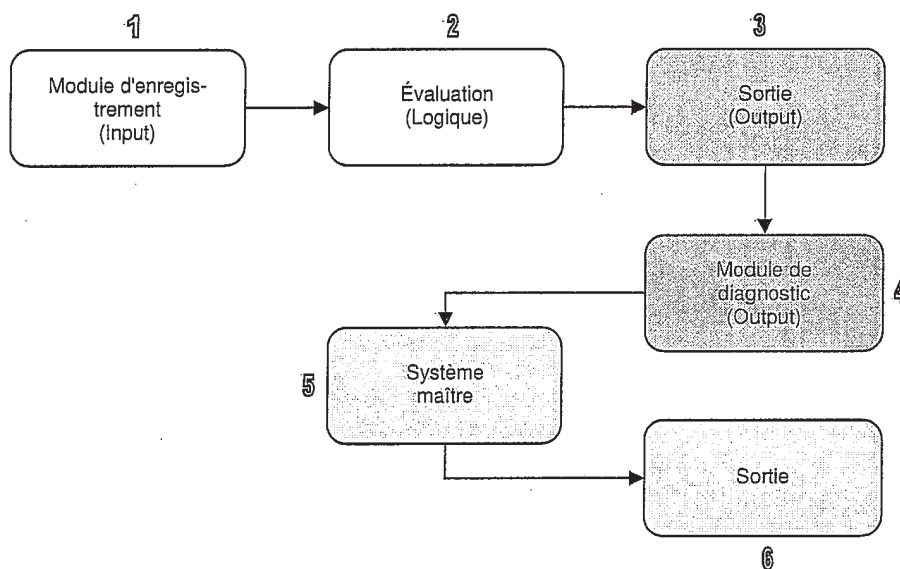 1
2
3
Module d'enregis-
trement
(Input)
Évaluation
(Logique)
Sortie
(Output)
Module de
diagnostic
(Output)
4
5
Système
maître
Sortie
6